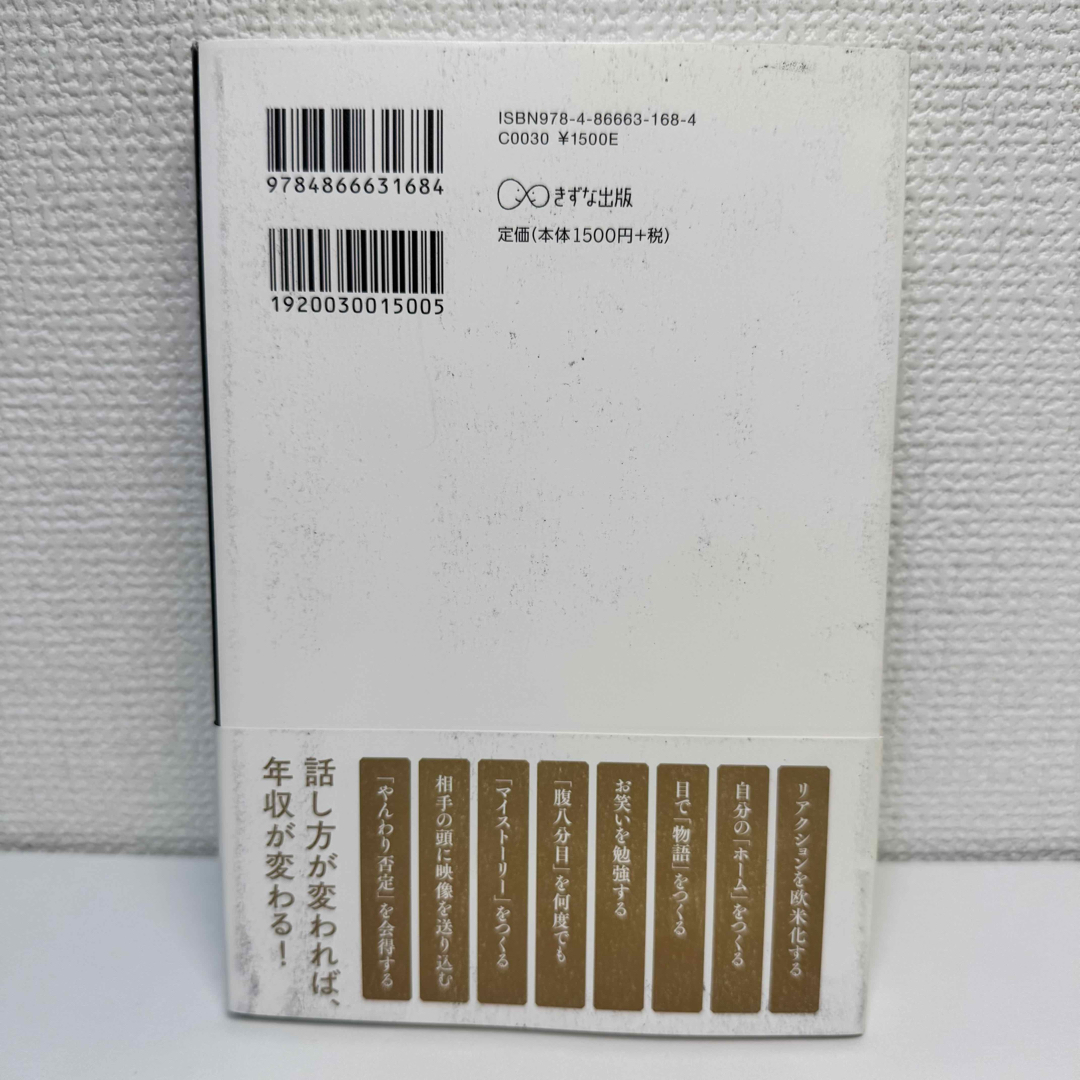 9784866631684
1920030015005
ISBN978-4-86663-168-4
C0030 ¥1500E
きずな出版
定価(本体1500円+税)
リアクションを欧米化する
自分の「ホーム」をつくる
目で「物語」をつくる
お笑いを勉強する
「腹八分目」を何度でも
「マイストーリー」をつくる
相手の頭に映像を送り込む
「やんわり否定」を会得する
話し方が変われば、
年収が変わる!